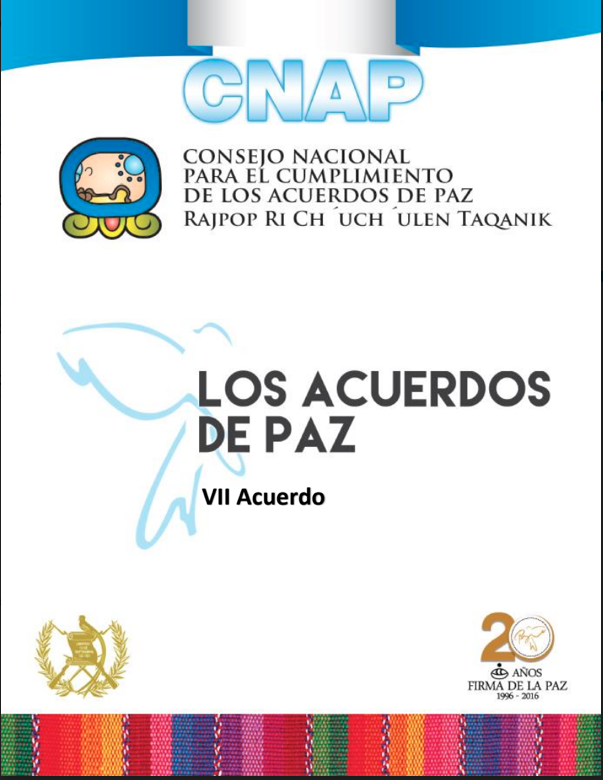 CNAP
CONSEJO NACIONAL
PARA EL CUMPLIMIENTO
DE LOS ACUERDOS DE PAZ
RAJPOP RI CH ´UCH ´ULEN TAQANIK
LOS ACUERDOS
DE PAZ
VII Acuerdo
20
AÑOS
FIRMA DE LA PAZ
1996 - 2016